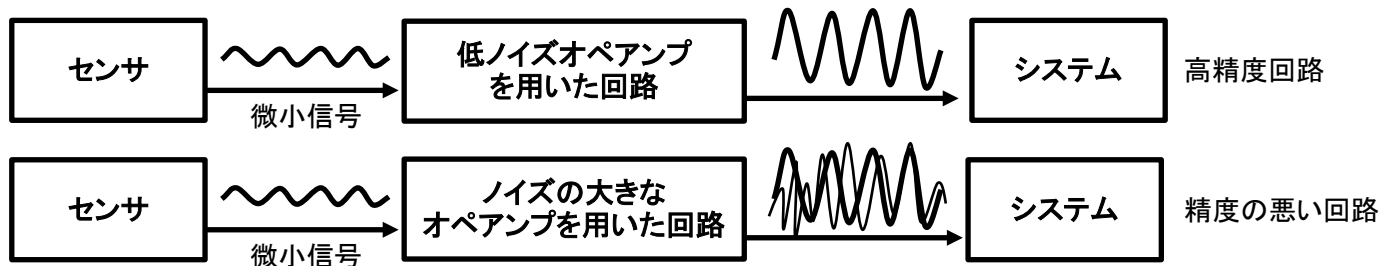 センサ
微小信号
低ノイズオペアンプ
を用いた回路
システム
高精度回路
センサ
微小信号
ノイズの大きな
オペアンプを用いた回路
システム
精度の悪い回路